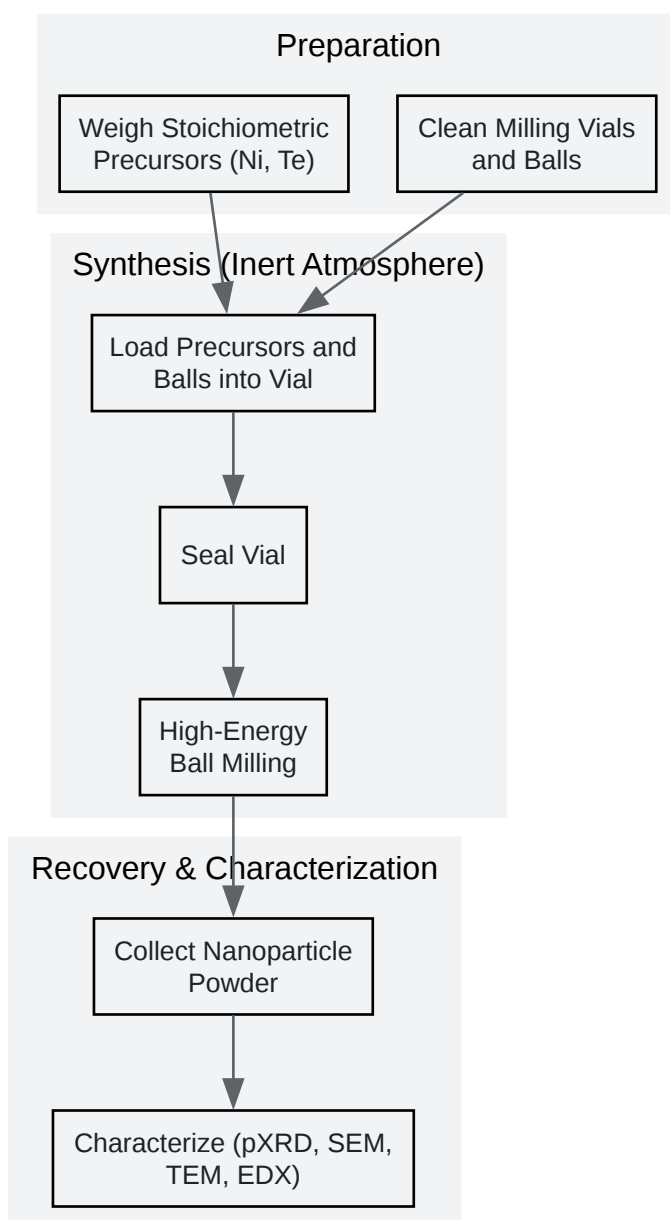 Preparation
Weigh Stoichiometric
Precursors (Ni, Te)
Clean Milling Vials
and Balls
Synthesis (Inert Atmosphere)
Load Precursors and
Balls into Vial
Seal Vial
High-Energy
Ball Milling
Recovery & Characterization
Collect Nanoparticle
Powder
Characterize (pXRD, SEM,
TEM, EDX)